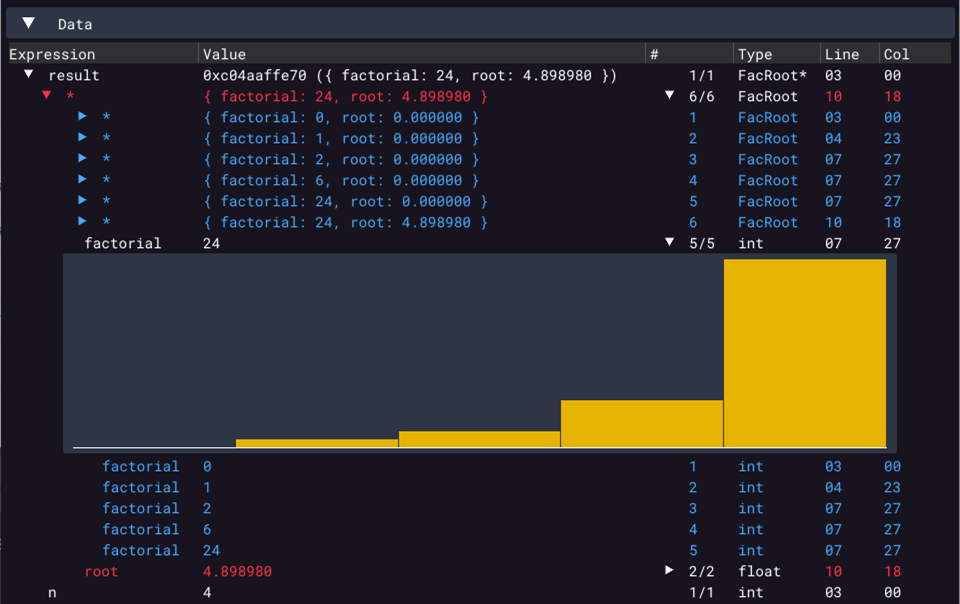 Data
Expression Value # Type Line Col
result 0xc04aaffe70 ({ factorial: 24, root: 4.898980 }) 1/1 FacRoot* 03 00
* { factorial: 24, root: 4.898980 } 6/6 FacRoot 10 18
* { factorial: 0, root: 0.000000 } 1 FacRoot 03 00
* { factorial: 1, root: 0.000000 } 2 FacRoot 04 23
* { factorial: 2, root: 0.000000 } 3 FacRoot 07 27
* { factorial: 6, root: 0.000000 } 4 FacRoot 07 27
* { factorial: 24, root: 0.000000 } 5 FacRoot 07 27
* { factorial: 24, root: 4.898980 } 6 FacRoot 10 18
factorial 24 5/5 int 07 27
factorial 0 1 int 03 00
factorial 1 2 int 04 23
factorial 2 3 int 07 27
factorial 6 4 int 07 27
factorial 24 5 int 07 27
root 4.898980 2/2 float 10 18
n 4 1/1 int 03 00